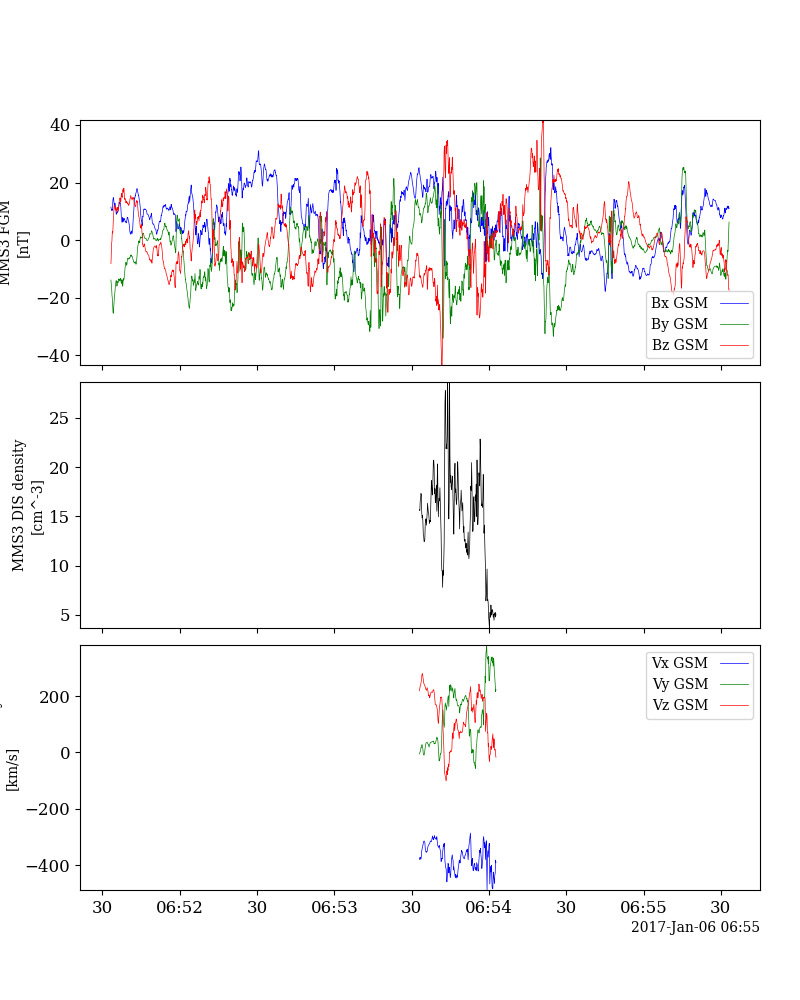 40
20
0
−20
−40
MMS3 FGM
[nT]
Bx GSM
By GSM
Bz GSM
25
20
15
10
5
MMS3 DIS density
[cm^-3]
200
0
−200
−400
[km/s]
Vx GSM
Vy GSM
Vz GSM
30 06:52 30 06:53 30 06:54 30 06:55 30
2017-Jan-06 06:55